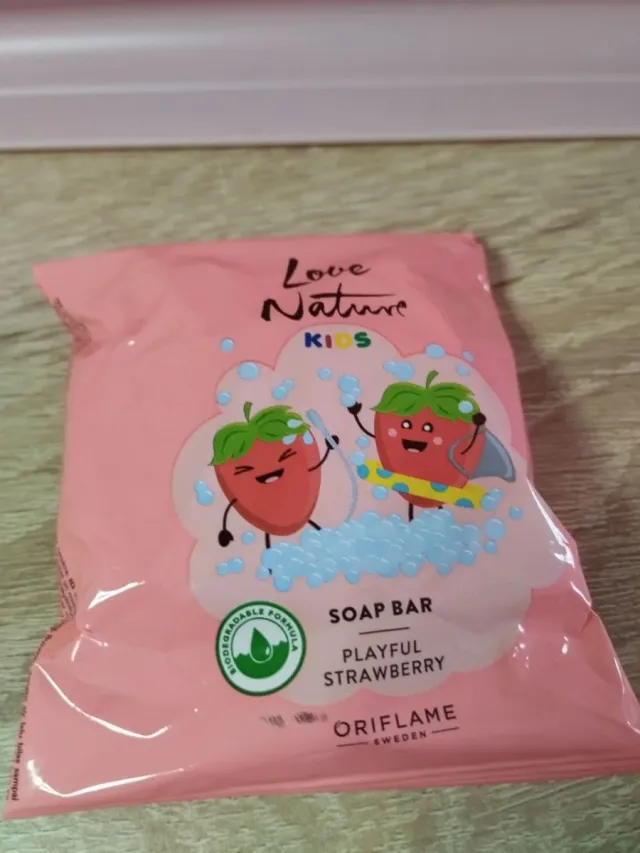 Love
Nature
KIDS
BIODEGRADABLE FORMULA
SOAP BAR
PLAYFUL
STRAWBERRY
ORIFLAME
SWEDEN